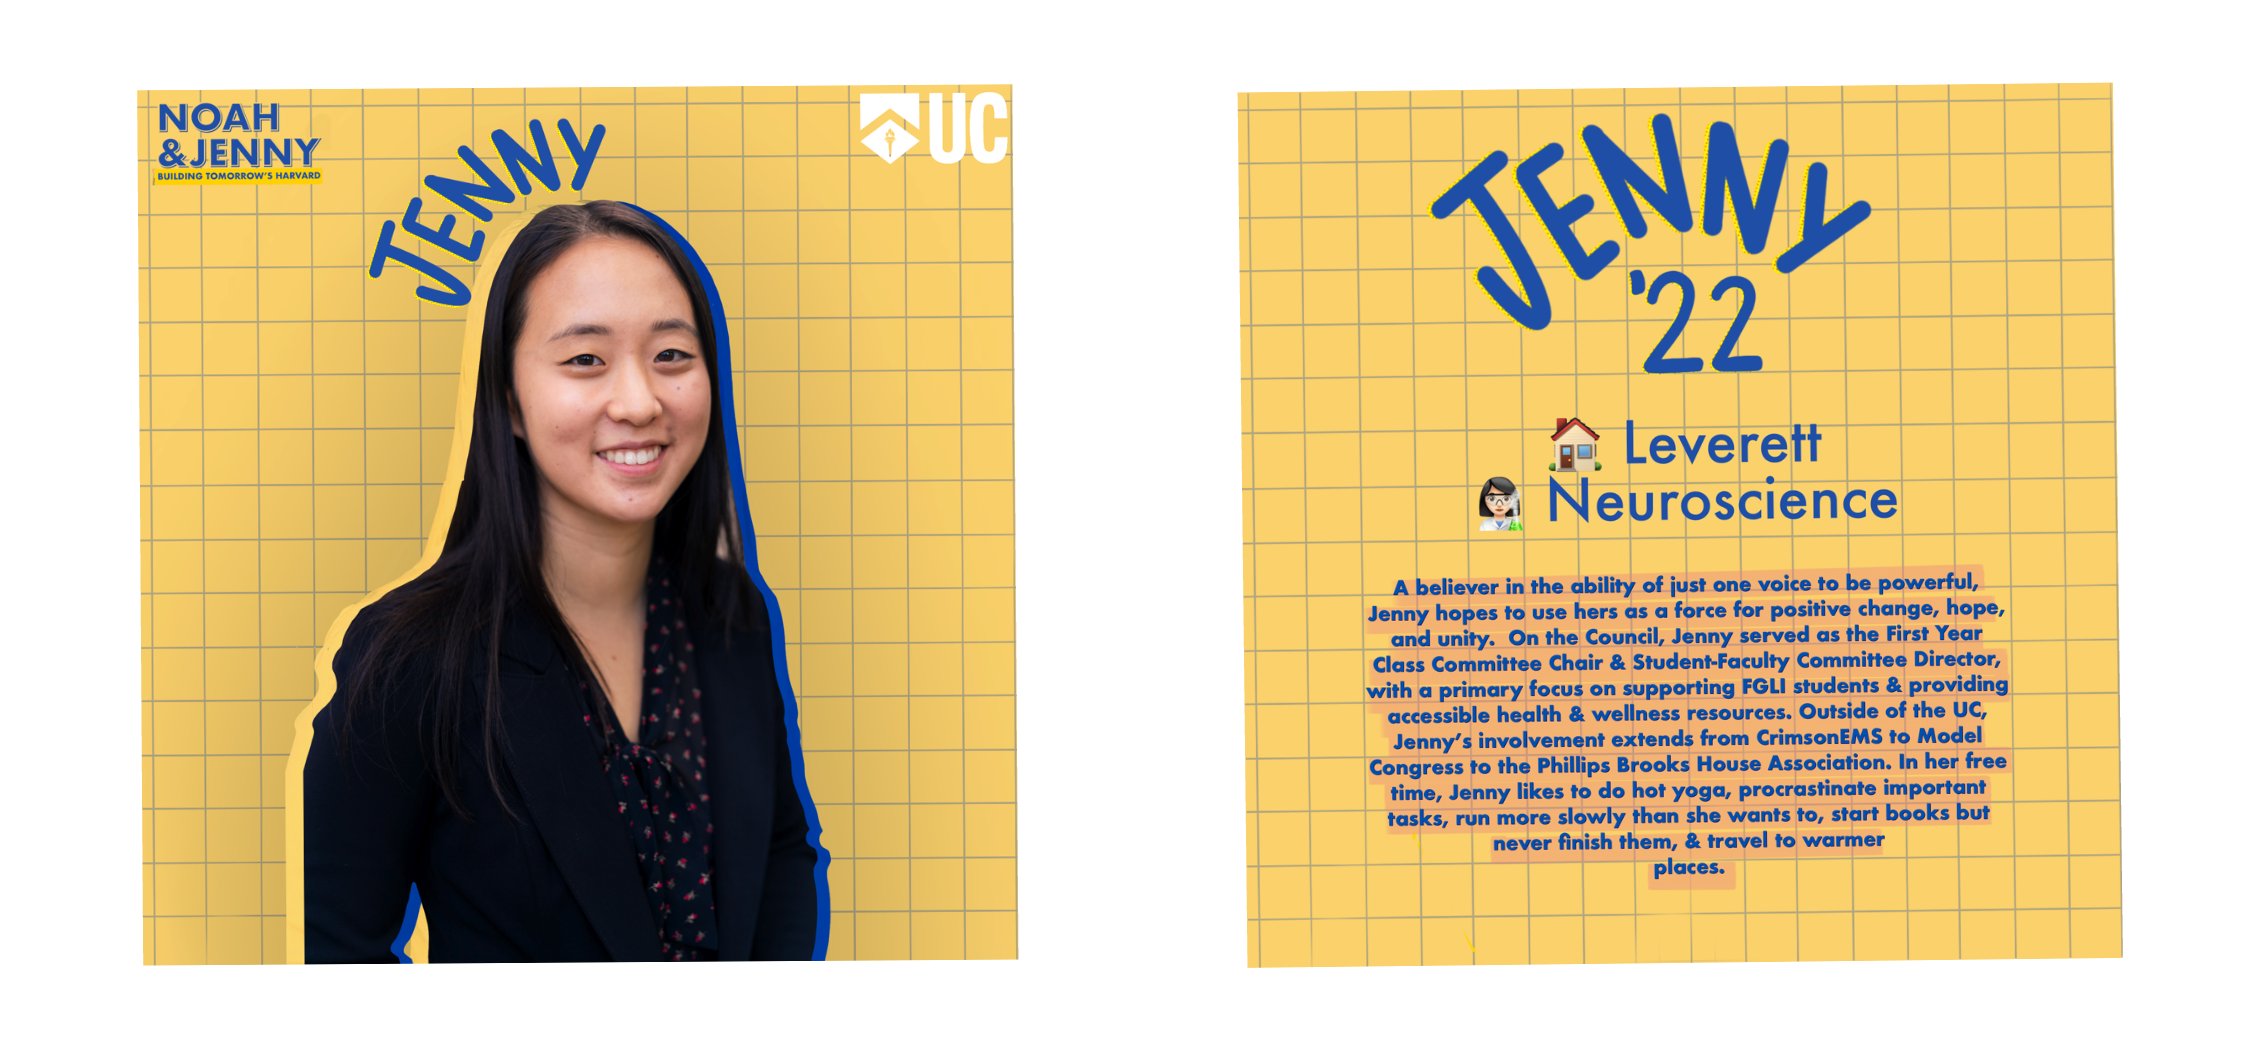 NOAH
&JENNY
BUILDING TOMORROW'S HARVARD
JENNY
UC
JENNY
'22
Leverett
Neuroscience
A believer in the ability of just one voice to be powerful,
Jenny hopes to use hers as a force for positive change, hope,
and unity.  On the Council, Jenny served as the First Year
Class Committee Chair & Student-Faculty Committee Director,
with a primary focus on supporting FGLI students & providing
accessible health & wellness resources. Outside of the UC,
Jenny's involvement extends from CrimsonEMS to Model
Congress to the Phillips Brooks House Association. In her free
time, Jenny likes to do hot yoga, procrastinate important
tasks, run more slowly than she wants to, start books but
never finish them, & travel to warmer
places.